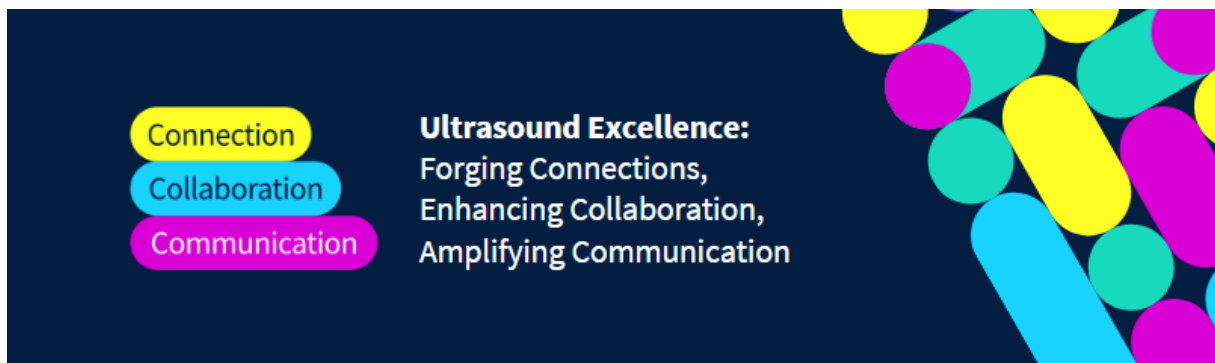 Connection
Collaboration
Communication
Ultrasound Excellence:
Forging Connections,
Enhancing Collaboration,
Amplifying Communication